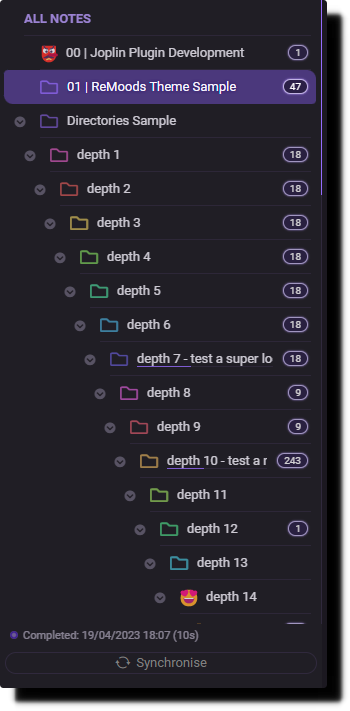 ALL NOTES
00 | Joplin Plugin Development 1
01 | ReMoods Theme Sample 47
Directories Sample
depth 1 18
depth 2 18
depth 3 18
depth 4 18
depth 5 18
depth 6 18
depth 7 - test a super lo 18
depth 8 9
depth 9 9
depth 10 - test a r 243
depth 11
depth 12 1
depth 13
depth 14
Completed: 19/04/2023 18:07 (10s)
Synchronise